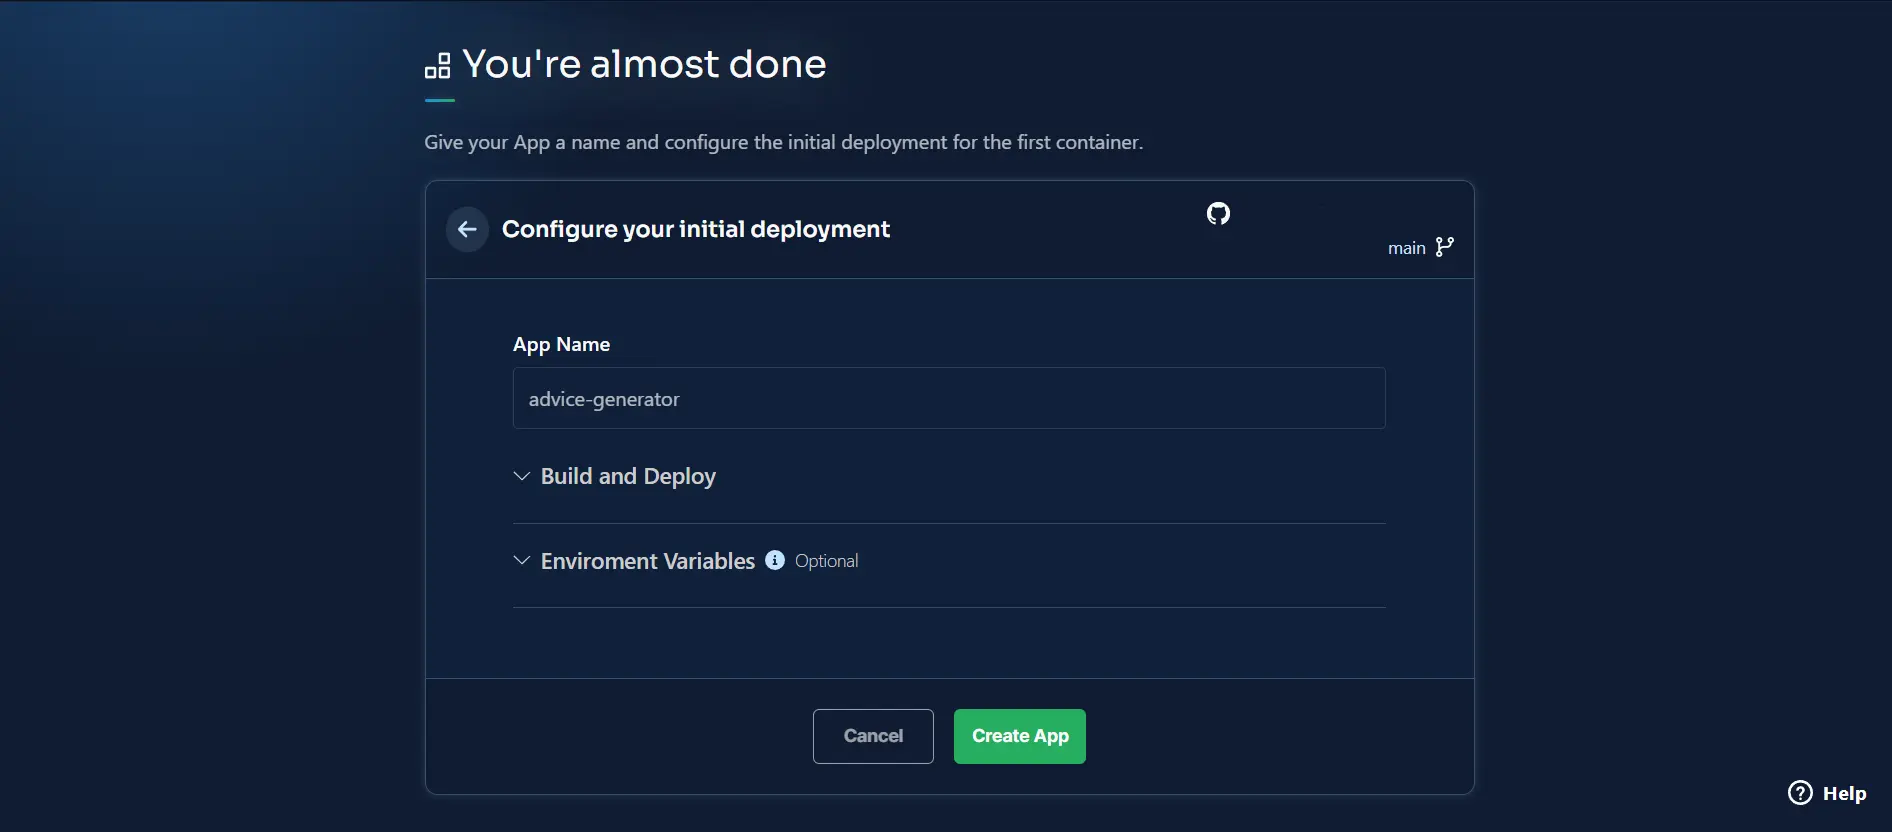 You're almost done
Give your App a name and configure the initial deployment for the first container.
Configure your initial deployment
main
App Name
advice-generator
Build and Deploy
Enviroment Variables Optional
Cancel
Create App
Help